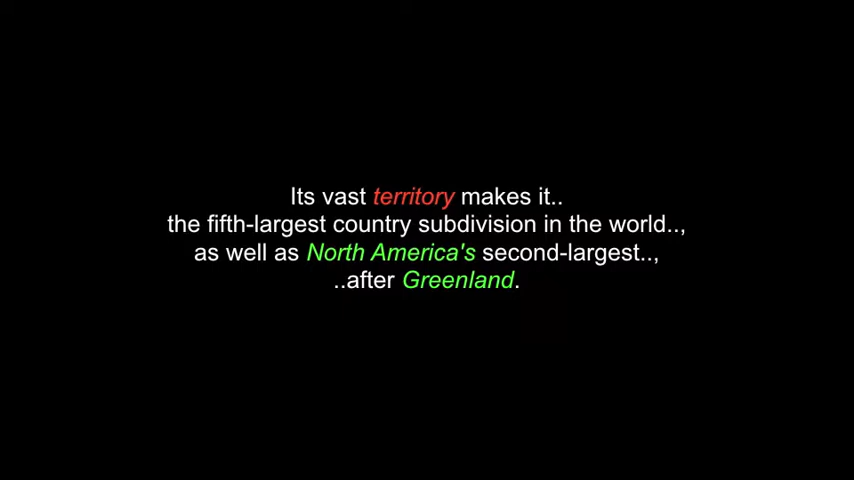 Its vast territory makes it..
the fifth-largest country subdivision in the world..,
as well as North America's second-largest..,
..after Greenland.